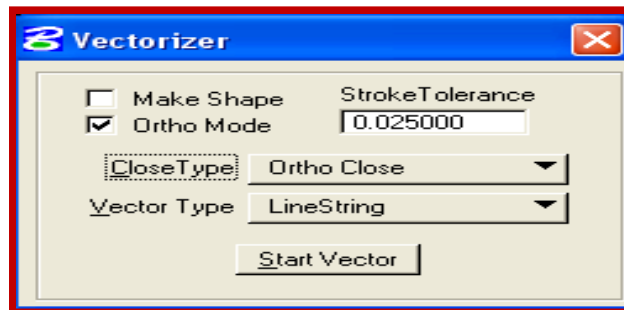 Vectorizer
Make Shape StrokeTolerance
Ortho Mode 0.025000
CloseType Ortho Close
Vector Type LineString
Start Vector